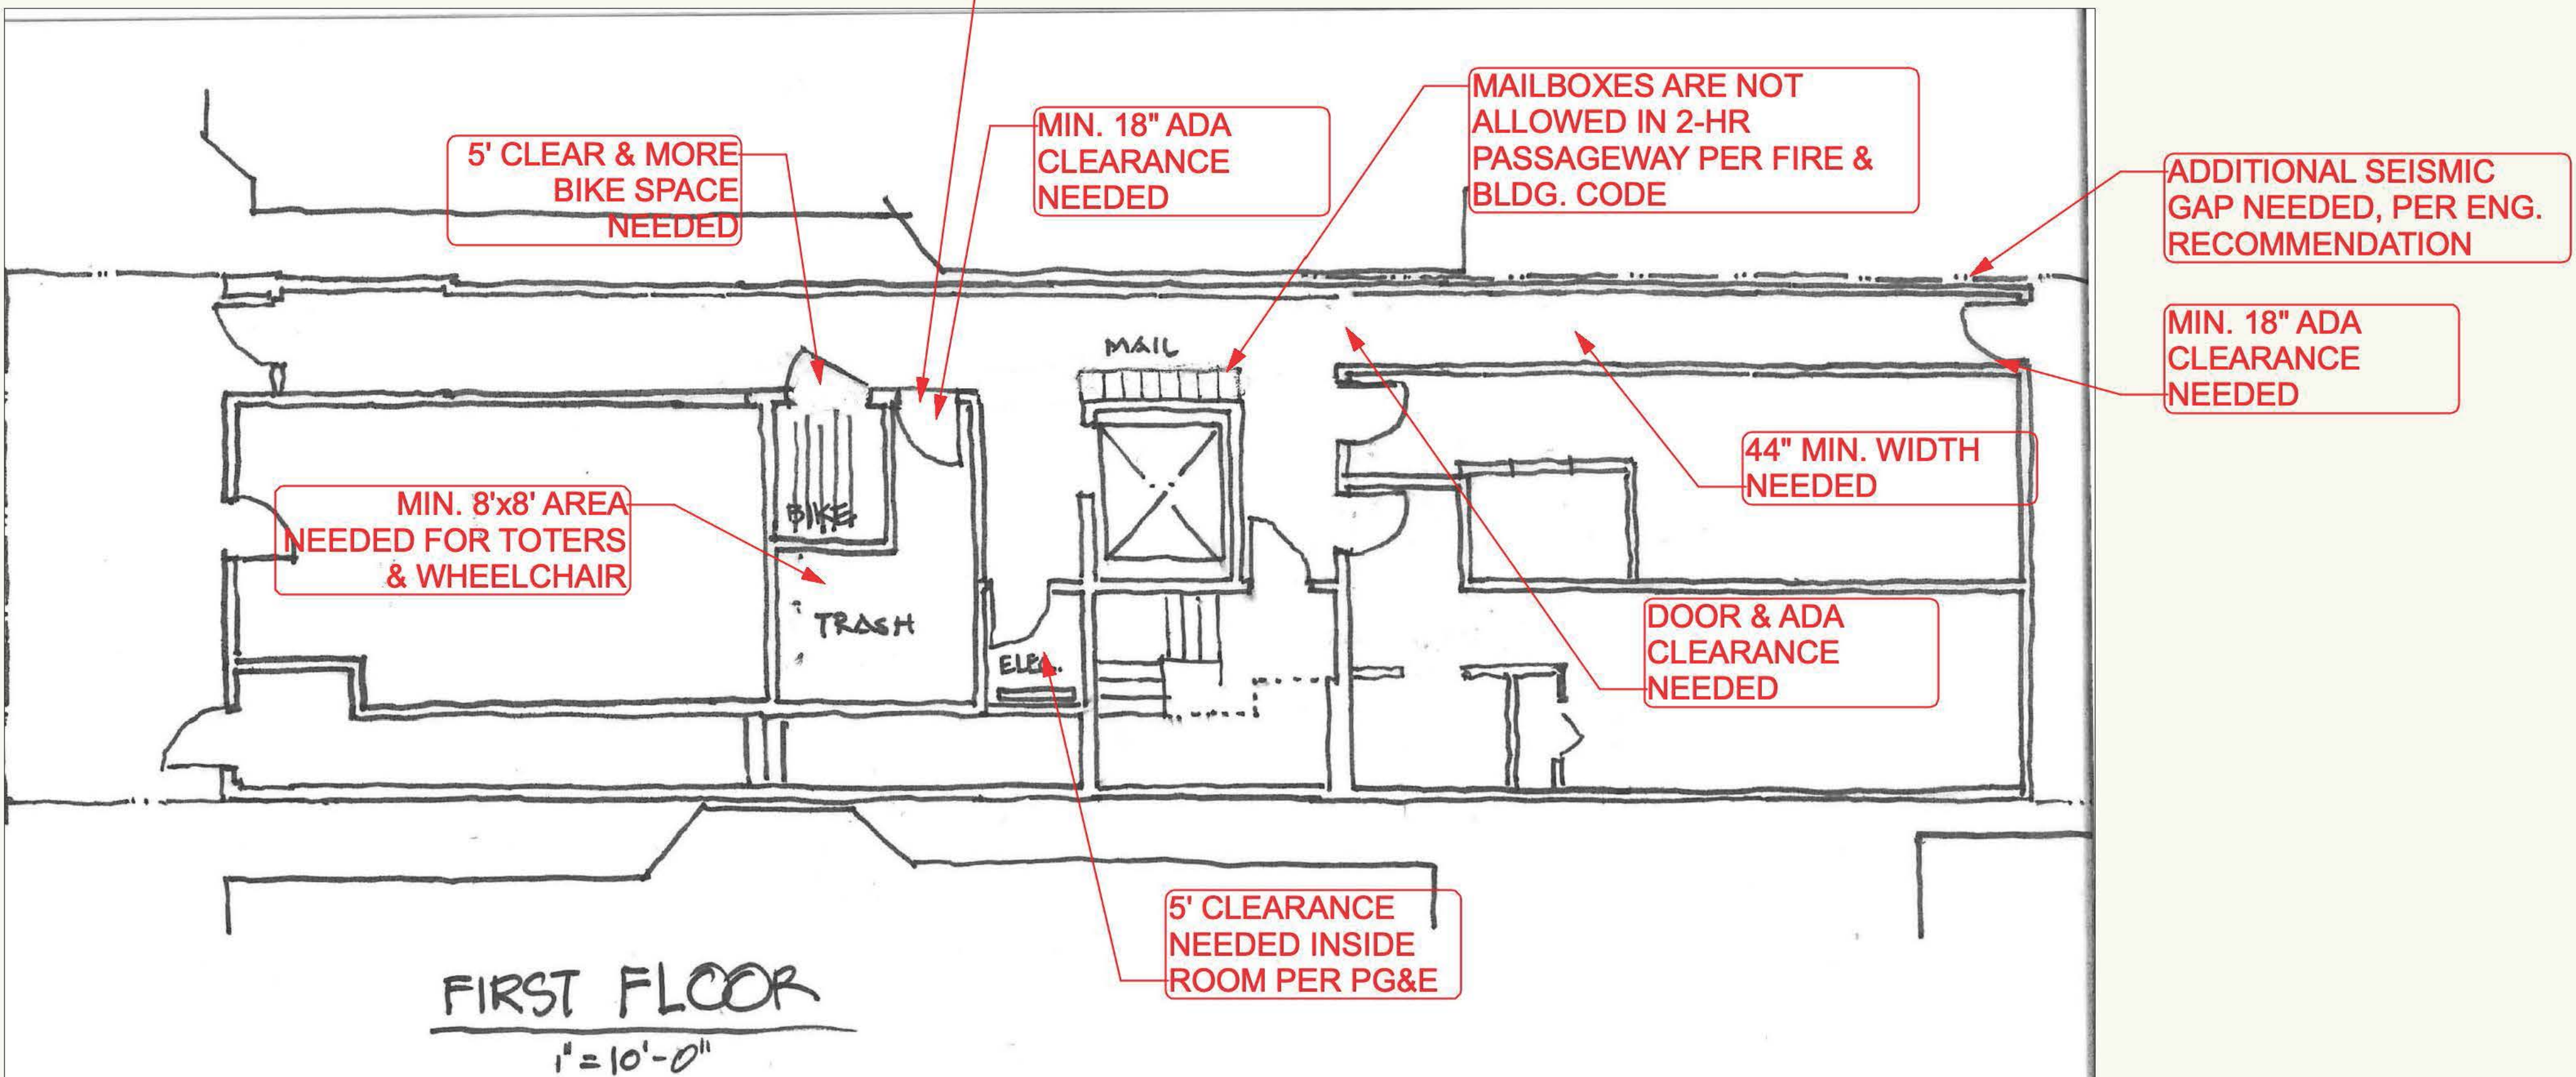 MAILBOXES ARE NOT
ALLOWED IN 2-HR
PASSAGEWAY PER FIRE &
BLDG. CODE
MIN. 18" ADA
CLEARANCE
NEEDED
5' CLEAR & MORE
BIKE SPACE
NEEDED
ADDITIONAL SEISMIC
GAP NEEDED, PER ENG.
RECOMMENDATION
MIN. 18" ADA
CLEARANCE
NEEDED
MAIL
44" MIN. WIDTH
NEEDED
MIN. 8'x8' AREA
NEEDED FOR TOTERS
& WHEELCHAIR
BIKE
TRASH
ELEC.
DOOR & ADA
CLEARANCE
NEEDED
5' CLEARANCE
NEEDED INSIDE
ROOM PER PG&E
FIRST FLOOR
1"=10'-0"